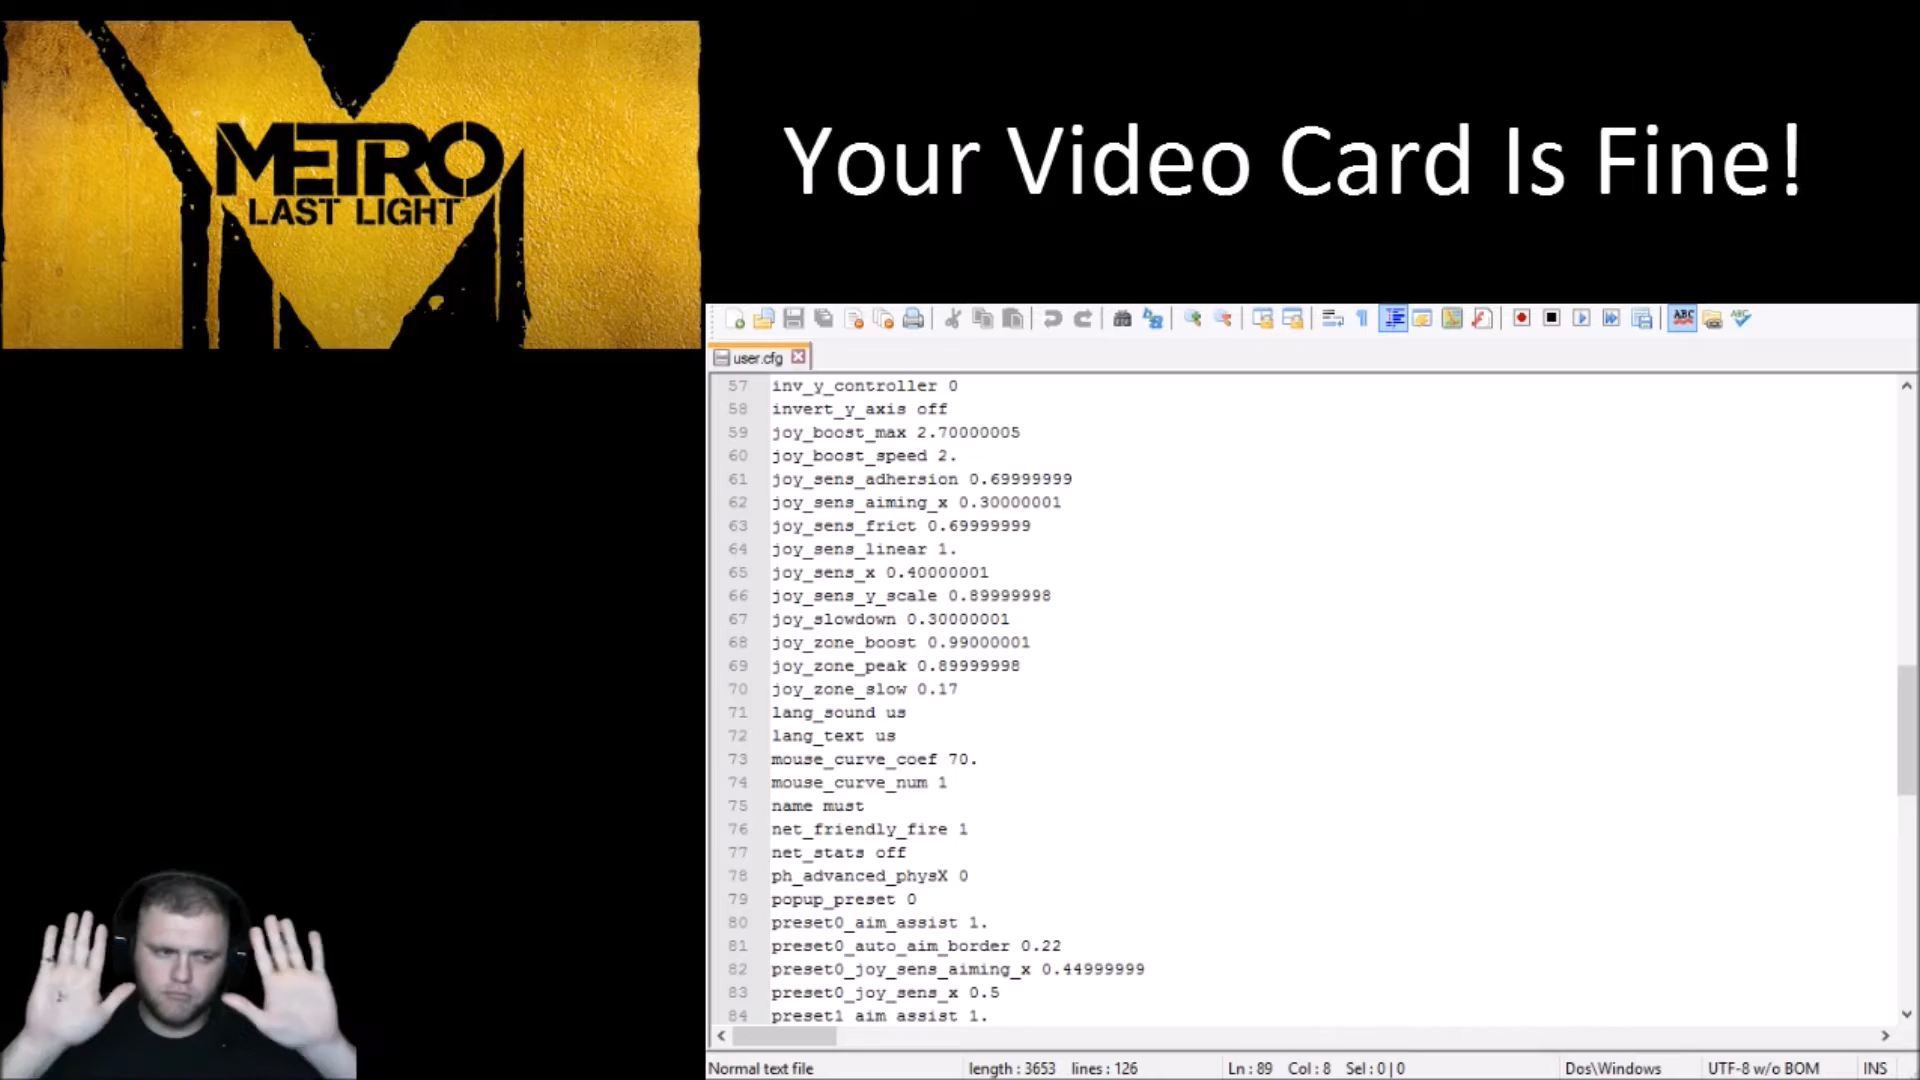 METRO
LAST LIGHT
Your Video Card Is Fine!
user.cfg
57 inv_y_controller 0
58 invert_y_axis off
59 joy_boost_max 2.70000005
60 joy_boost_speed 2.
61 joy_sens_adhersion 0.69999999
62 joy_sens_aiming_x 0.30000001
63 joy_sens_frict 0.69999999
64 joy_sens_linear 1.
65 joy_sens_x 0.40000001
66 joy_sens_y_scale 0.89999998
67 joy_slowdown 0.30000001
68 joy_zone_boost 0.99000001
69 joy_zone_peak 0.89999998
70 joy_zone_slow 0.17
71 lang_sound us
72 lang_text us
73 mouse_curve_coef 70.
74 mouse_curve_num 1
75 name must
76 net_friendly_fire 1
77 net_stats off
78 ph_advanced_physX 0
79 popup_preset 0
80 preset0_aim_assist 1.
81 preset0_auto_aim_border 0.22
82 preset0_joy_sens_aiming_x 0.44999999
83 preset0_joy_sens_x 0.5
84 preset1 aim assist 1.
Normal text file length : 3653 lines : 126 Ln : 89 Col : 8 Sel : 0 | 0 Dos\Windows UTF-8 w/o BOM INS